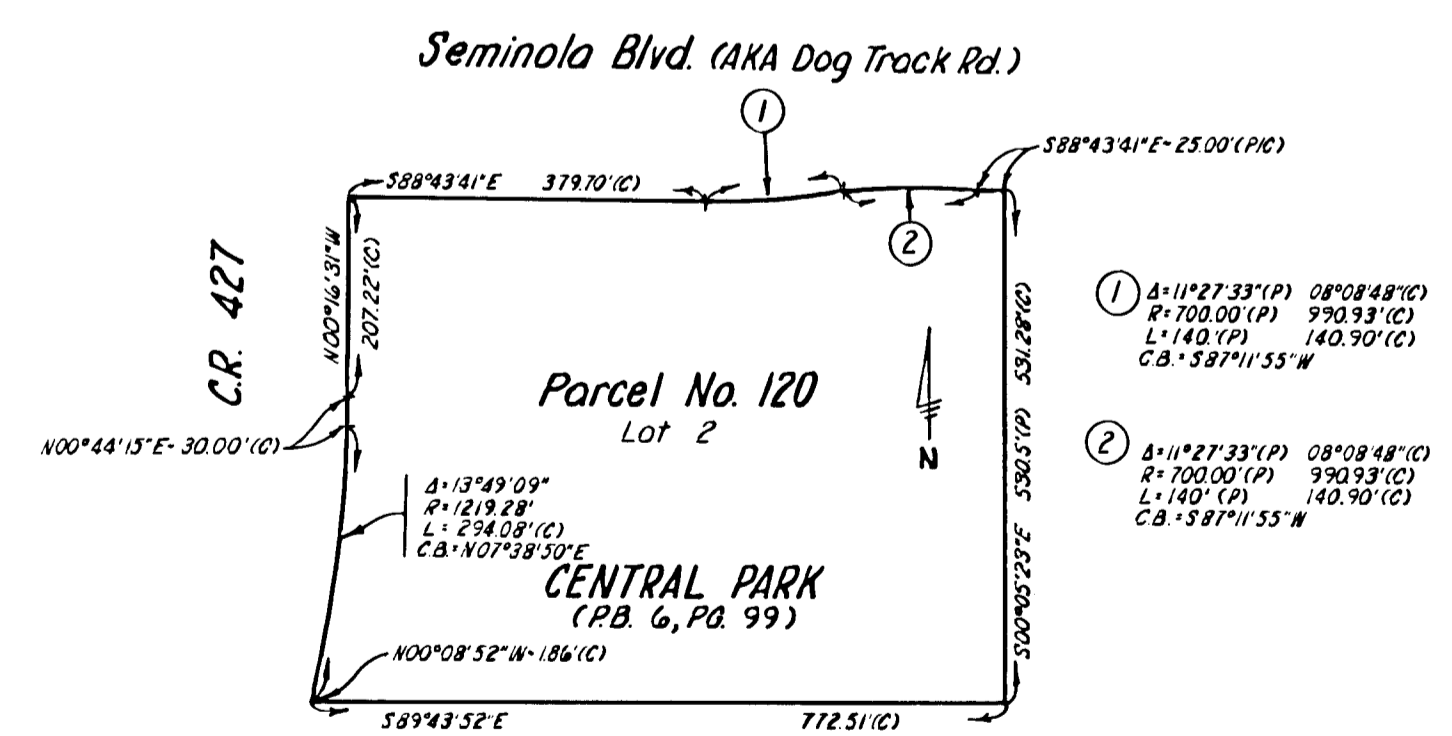 Seminola Blvd. (AKA Dog Track Rd.)
1
S88°43'41"E-25.00'(P/C)
S88°43'41"E 379.70'(C)
2
C.R. 427
N00°16'31"W
207.22'(C)
1 Δ=11°27'33"(P) 08°08'48"(C)
R=700.00'(P) 990.93'(C)
L=140.'(P) 140.90'(C)
C.B.=S87°11'55"W
Parcel No. 120
Lot 2
N
N00°44'15"E-30.00'(C)
S00°05'23"E 530.5'(P) 531.28'(C)
2 Δ=11°27'33"(P) 08°08'48"(C)
R=700.00'(P) 990.93'(C)
L=140'(P) 140.90'(C)
C.B.=S87°11'55"W
Δ=13°49'09"
R=1219.28'
L=294.08'(C)
C.B.=N07°38'50"E
CENTRAL PARK
(P.B. 6, PG. 99)
N00°08'52"W-1.86'(C)
S89°43'52"E 772.51'(C)